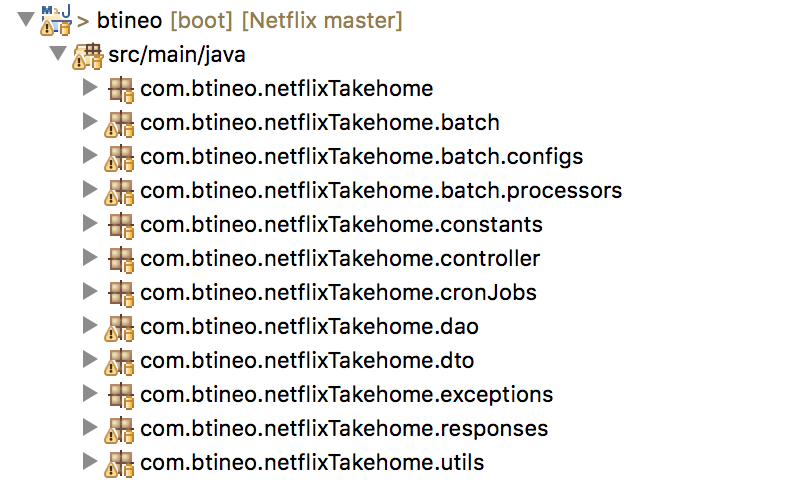 > btineo [boot] [Netflix master]
src/main/java
com.btineo.netflixTakehome
com.btineo.netflixTakehome.batch
com.btineo.netflixTakehome.batch.configs
com.btineo.netflixTakehome.batch.processors
com.btineo.netflixTakehome.constants
com.btineo.netflixTakehome.controller
com.btineo.netflixTakehome.cronJobs
com.btineo.netflixTakehome.dao
com.btineo.netflixTakehome.dto
com.btineo.netflixTakehome.exceptions
com.btineo.netflixTakehome.responses
com.btineo.netflixTakehome.utils